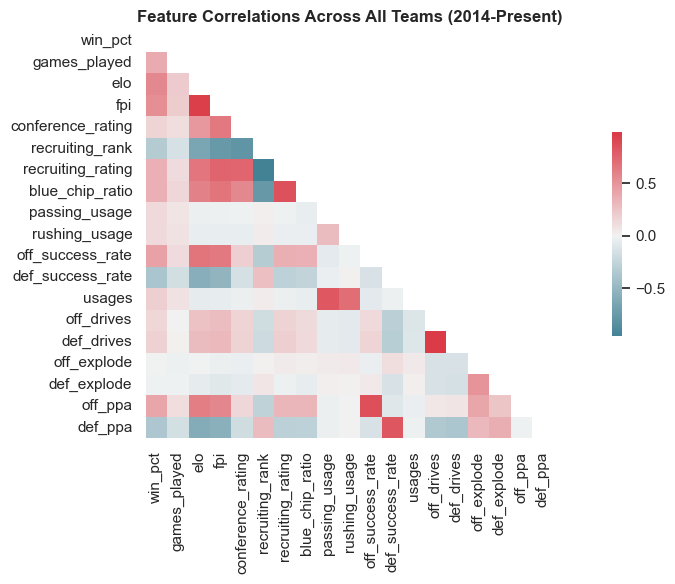 Feature Correlations Across All Teams (2014-Present)
win_pct
games_played
elo
fpi
conference_rating
recruiting_rank
recruiting_rating
blue_chip_ratio
passing_usage
rushing_usage
off_success_rate
def_success_rate
usages
off_drives
def_drives
off_explode
def_explode
off_ppa
def_ppa
win_pct
games_played
elo
fpi
conference_rating
recruiting_rank
recruiting_rating
blue_chip_ratio
passing_usage
rushing_usage
off_success_rate
def_success_rate
usages
off_drives
def_drives
off_explode
def_explode
off_ppa
def_ppa
0.5
0.0
−0.5